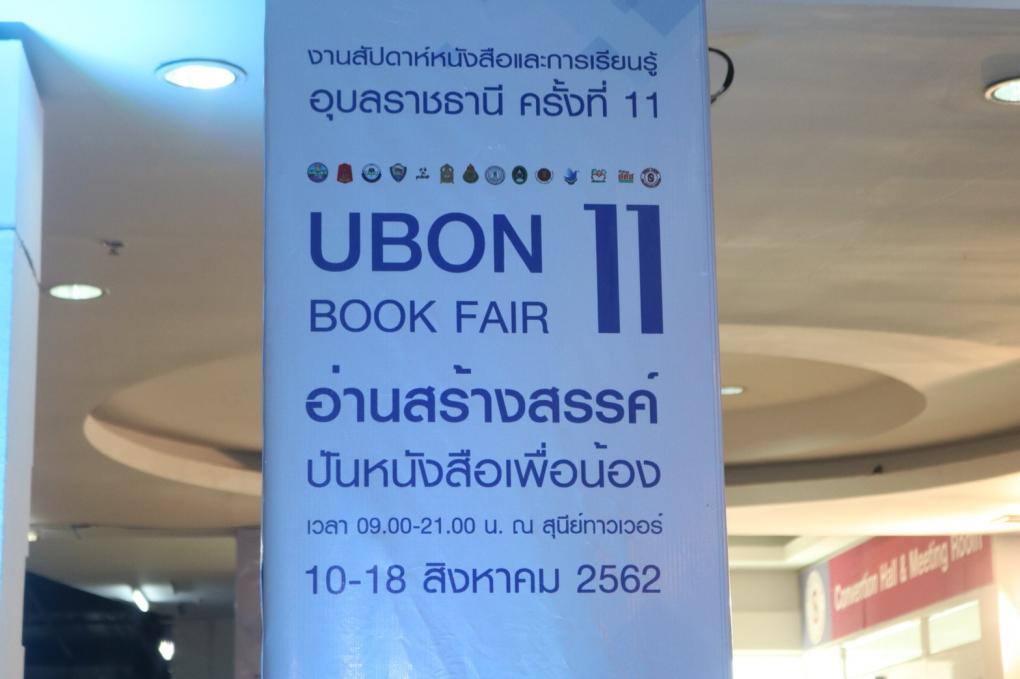 งานสัปดาห์หนังสือและการเรียนรู้
อุบลราชธานี ครั้งที่ 11
UBON 11
BOOK FAIR
อ่านสร้างสรรค์
ปันหนังสือเพื่อน้อง
เวลา 09.00-21.00 น. ณ สุนีย์ทาวเวอร์
10-18 สิงหาคม 2562
Convention Hall & Meeting Room